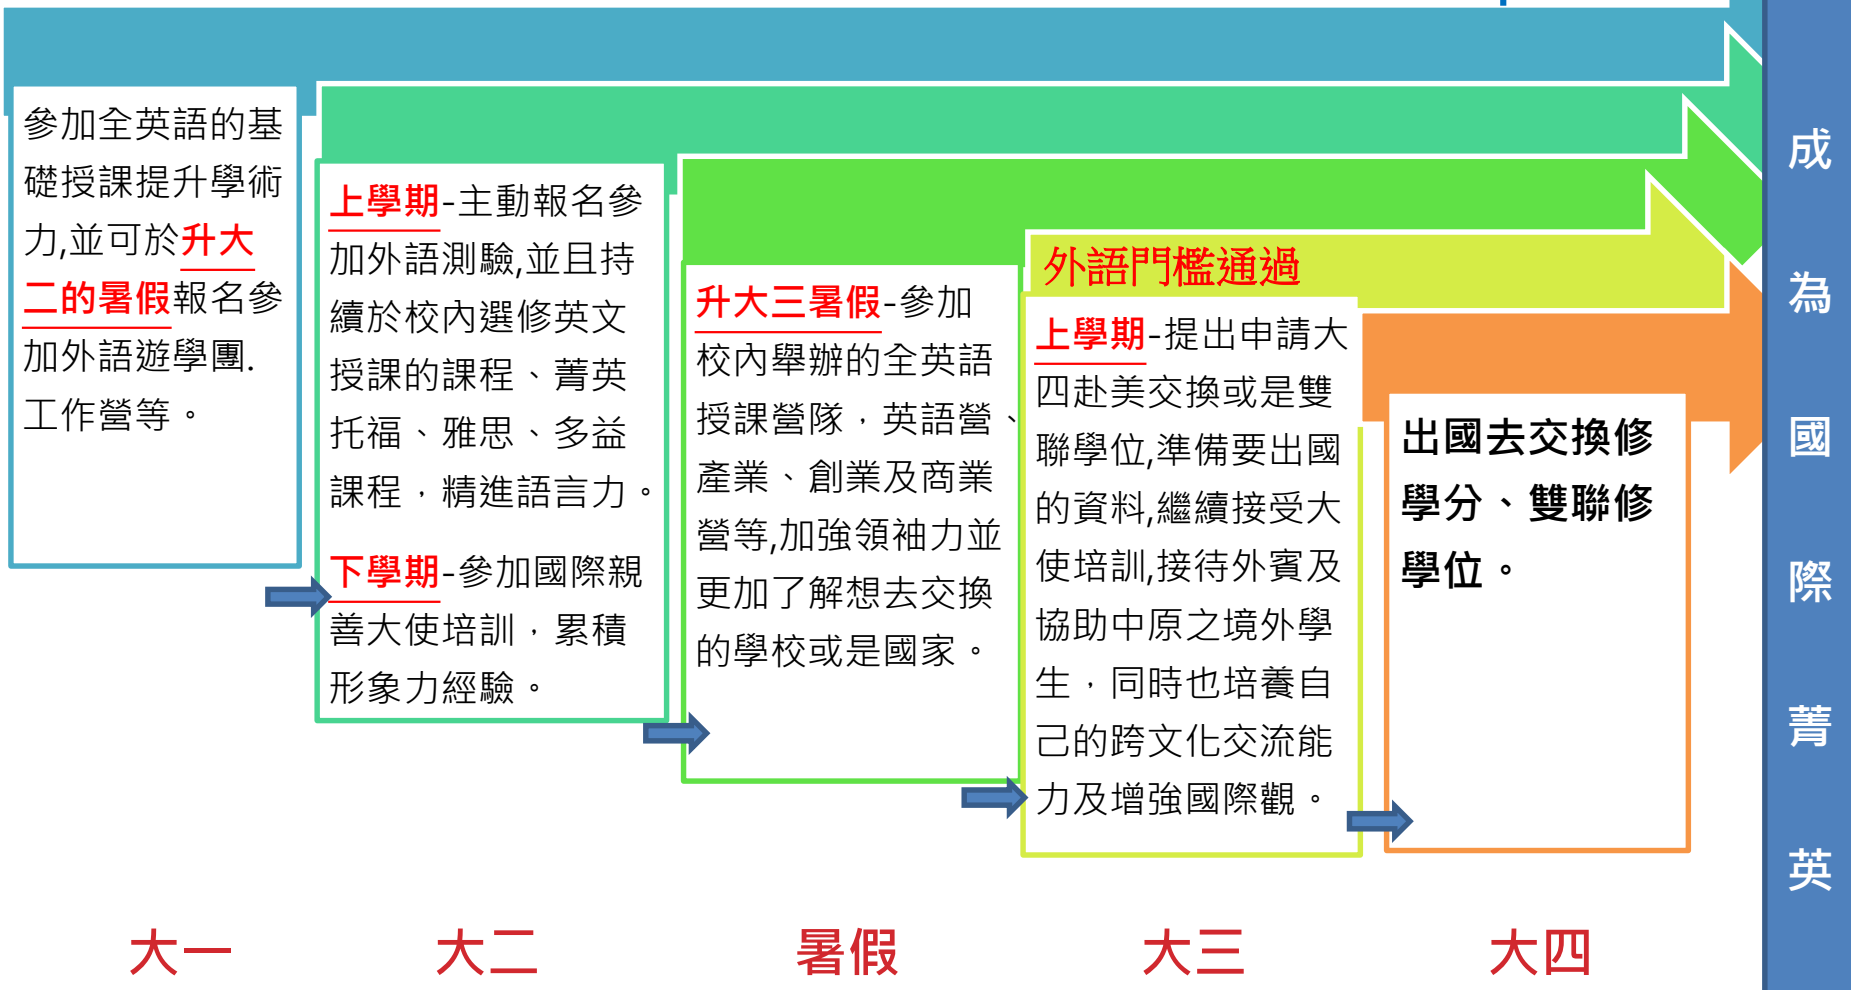 參加全英語的基
礎授課提升學術
力,並可於升大
二的暑假報名參
加外語遊學團.
工作營等。
上學期-主動報名參
加外語測驗,並且持
續於校內選修英文
授課的課程、菁英
托福、雅思、多益
課程，精進語言力。
下學期-參加國際親
善大使培訓，累積
形象力經驗。
升大三暑假-參加
校內舉辦的全英語
授課營隊，英語營、
產業、創業及商業
營等,加強領袖力並
更加了解想去交換
的學校或是國家。
外語門檻通過
上學期-提出申請大
四赴美交換或是雙
聯學位,準備要出國
的資料,繼續接受大
使培訓,接待外賓及
協助中原之境外學
生，同時也培養自
己的跨文化交流能
力及增強國際觀。
出國去交換修
學分、雙聯修
學位。
成
為
國
際
菁
英
大一
大二
暑假
大三
大四